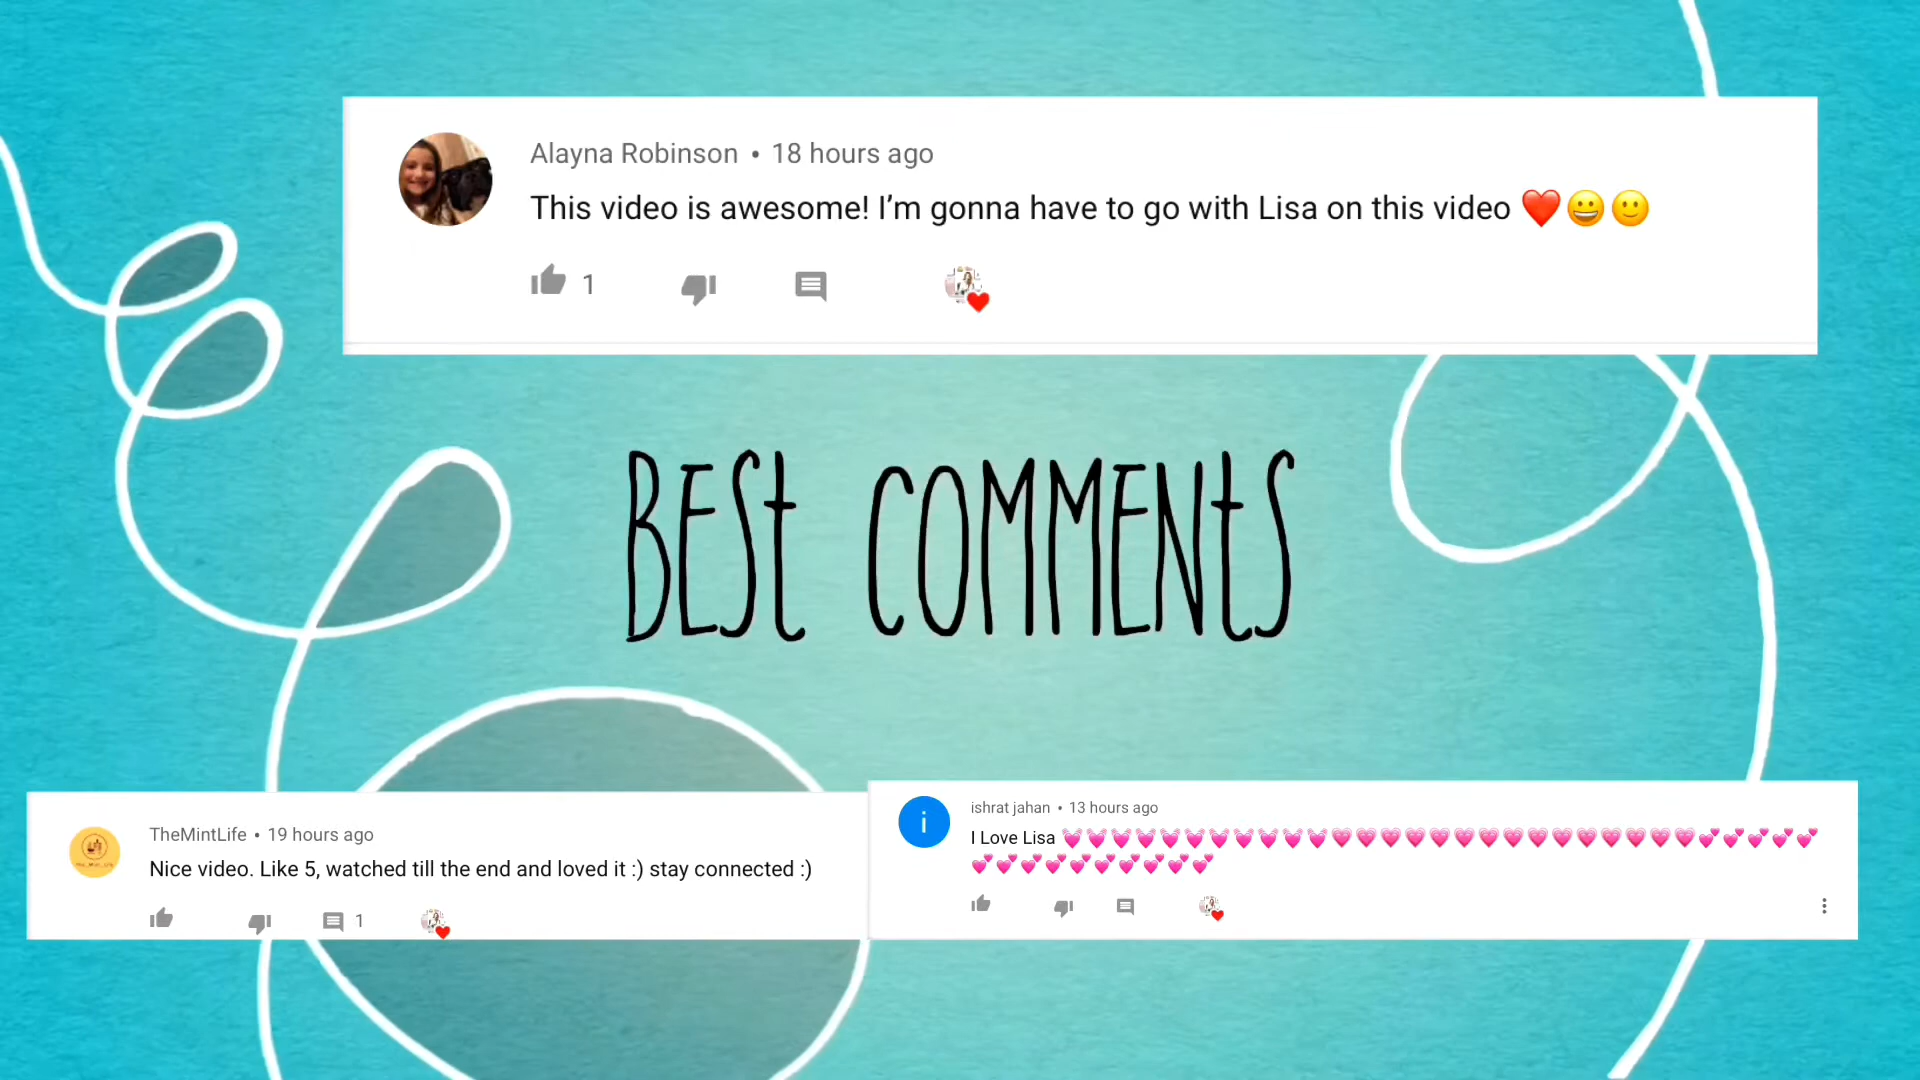 Alayna Robinson • 18 hours ago
This video is awesome! I’m gonna have to go with Lisa on this video ❤️😀🙂
1
BESt COMMENtS
TheMintLife • 19 hours ago
Nice video. Like 5, watched till the end and loved it :) stay connected :)
1
i
ishrat jahan • 13 hours ago
I Love Lisa 💓💓💓💓💓💓💓💓💓💓💓💗💗💗💗💗💗💗💗💗💗💗💗💗💗💗💕💕💕💕💕
💕💕💕💕💕💕💕💕💕💕